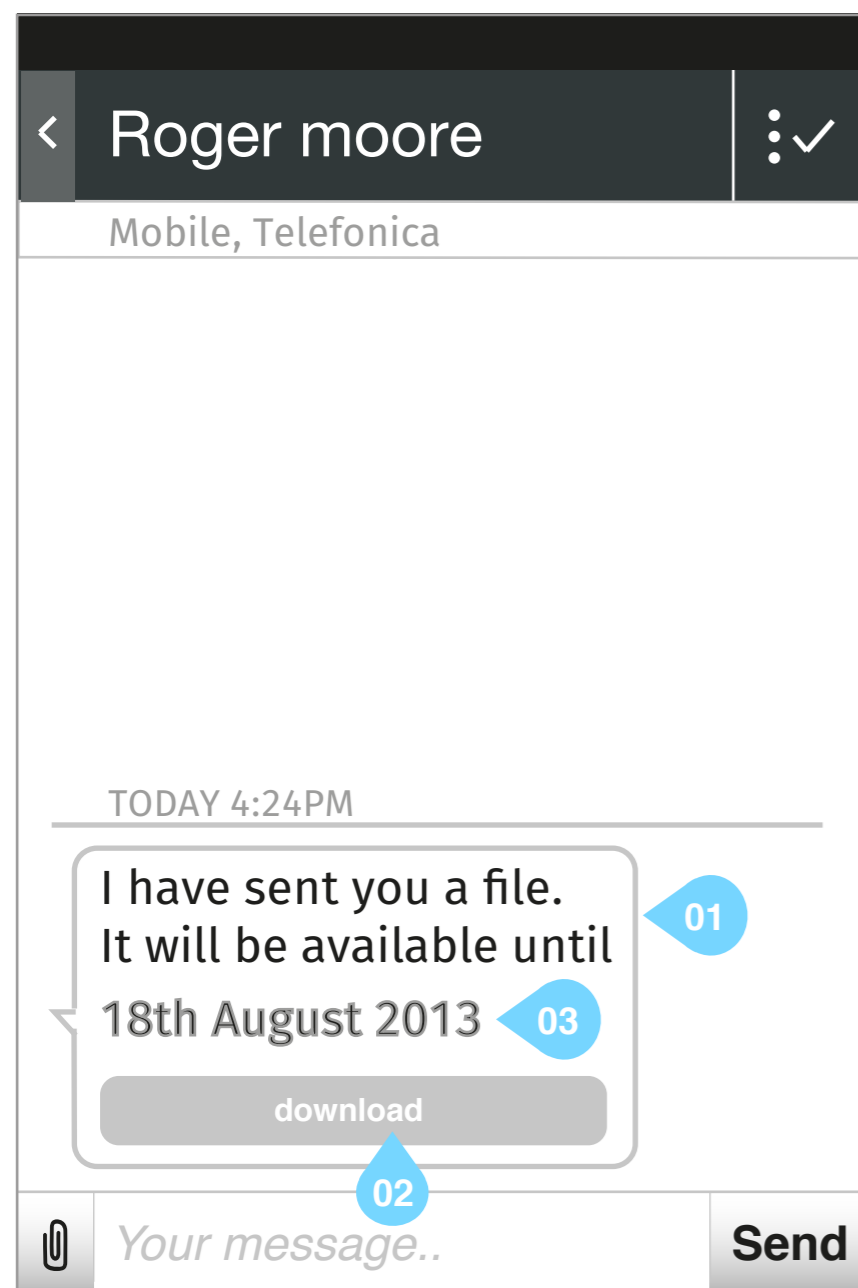 Roger moore
Mobile, Telefonica
TODAY 4:24PM
I have sent you a file.
It will be available until
01
18th August 2013
03
download
02
Your message..
Send